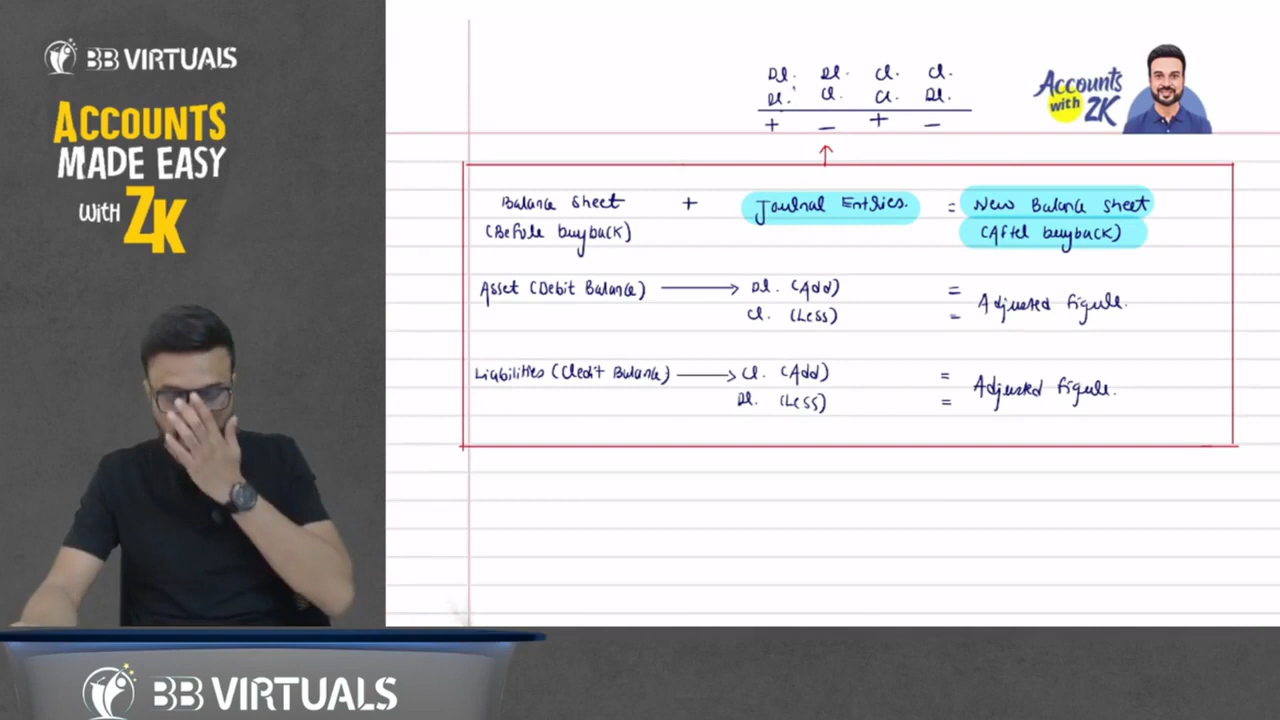 BB VIRTUALS
ACCOUNTS
MADE EASY
WITH ZK
Dr. Dr. Cr. Cr.
Dr. Cr. Cr. Dr.
+ − + −
Accounts
with ZK
↑
Balance Sheet + Journal Entries. = New Balance Sheet
(Before buyback) (After buyback)
Asset (Debit Balance) → Dr. (Add) =
Cr. (Less) = Adjusted Figure.
Liabilities (Credit Balance) → Cr. (Add) =
Dr. (Less) = Adjusted Figure.
BB VIRTUALS